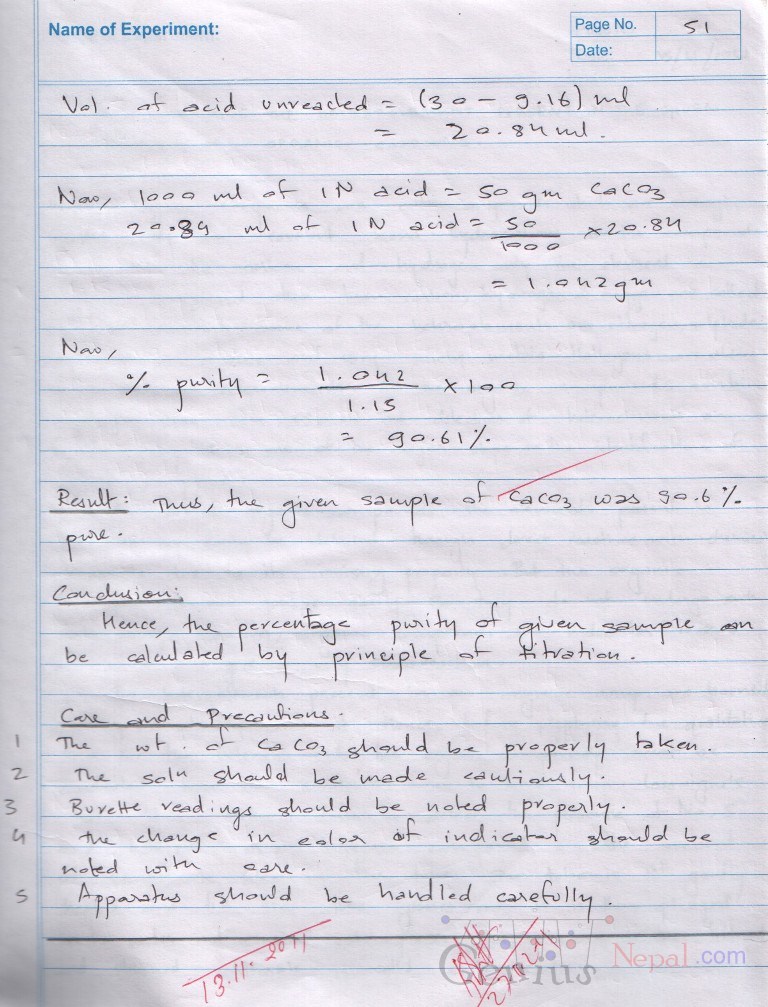 Name of Experiment:
Page No. 51
Date:
Vol. of acid unreacted = (30 - 9.16) ml
= 20.84 ml.
Now, 1000 ml of 1N acid = 50 gm CaCO3
20.84 ml of 1N acid = 50/1000 × 20.84
= 1.042 gm
Now,
% purity = 1.042/1.15 × 100
= 90.61%
Result: Thus, the given sample of CaCO3 was 90.6%
pure.
Conclusion:
Hence, the percentage purity of given sample can
be calculated by principle of titration.
Care and Precautions.
1 The wt. of CaCO3 should be properly taken.
2 The soln should be made cautiously.
3 Burette readings should be noted properly.
4 The change in color of indicator should be
noted with care.
5 Apparatus should be handled carefully.
13.11.2011
Genius Nepal.com